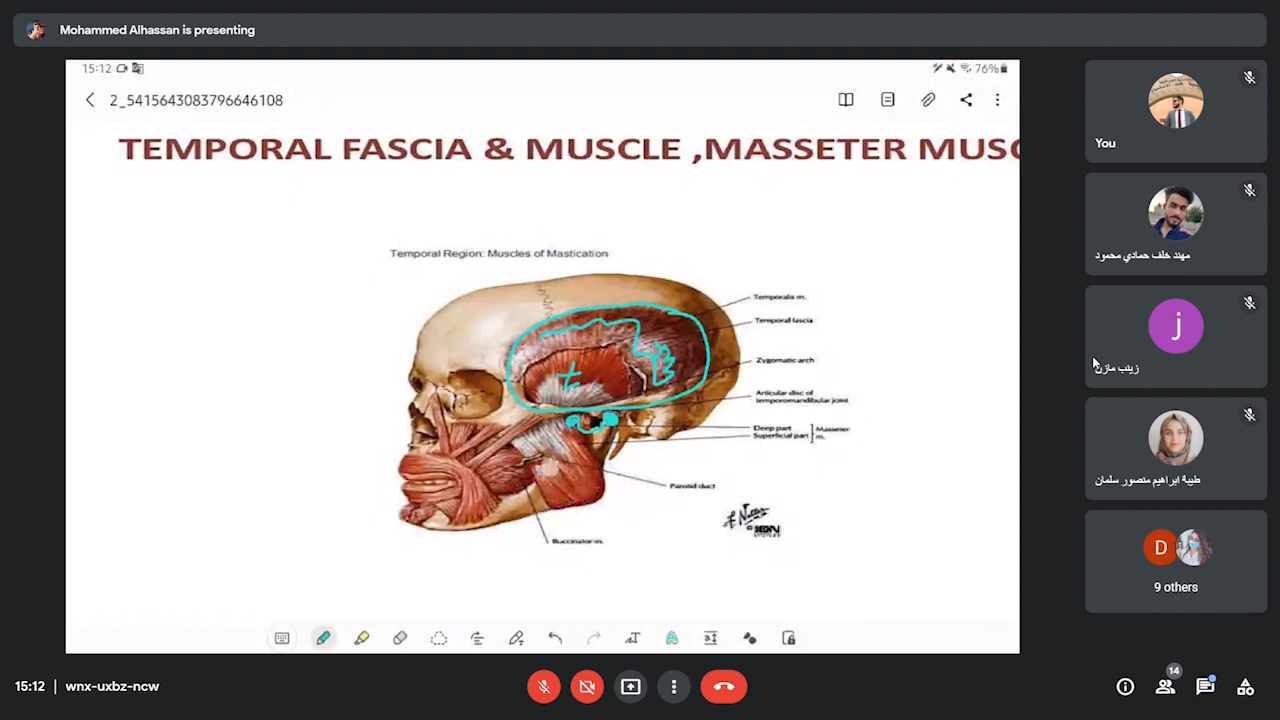 Mohammed Alhassan is presenting
15:12
76%
2_5415643083796646108
TEMPORAL FASCIA & MUSCLE ,MASSETER MUSC
Temporal Region: Muscles of Mastication
Temporalis m.
Temporal fascia
Zygomatic arch
Articular disc of
temporomandibular joint
Deep part
Superficial part
Masseter
m.
Parotid duct
Buccinator m.
t
You
مهند خلف حمادي محمود
j
زينب مازن
طيبة ابراهيم منصور سلمان
D
9 others
15:12 | wnx-uxbz-ncw
14